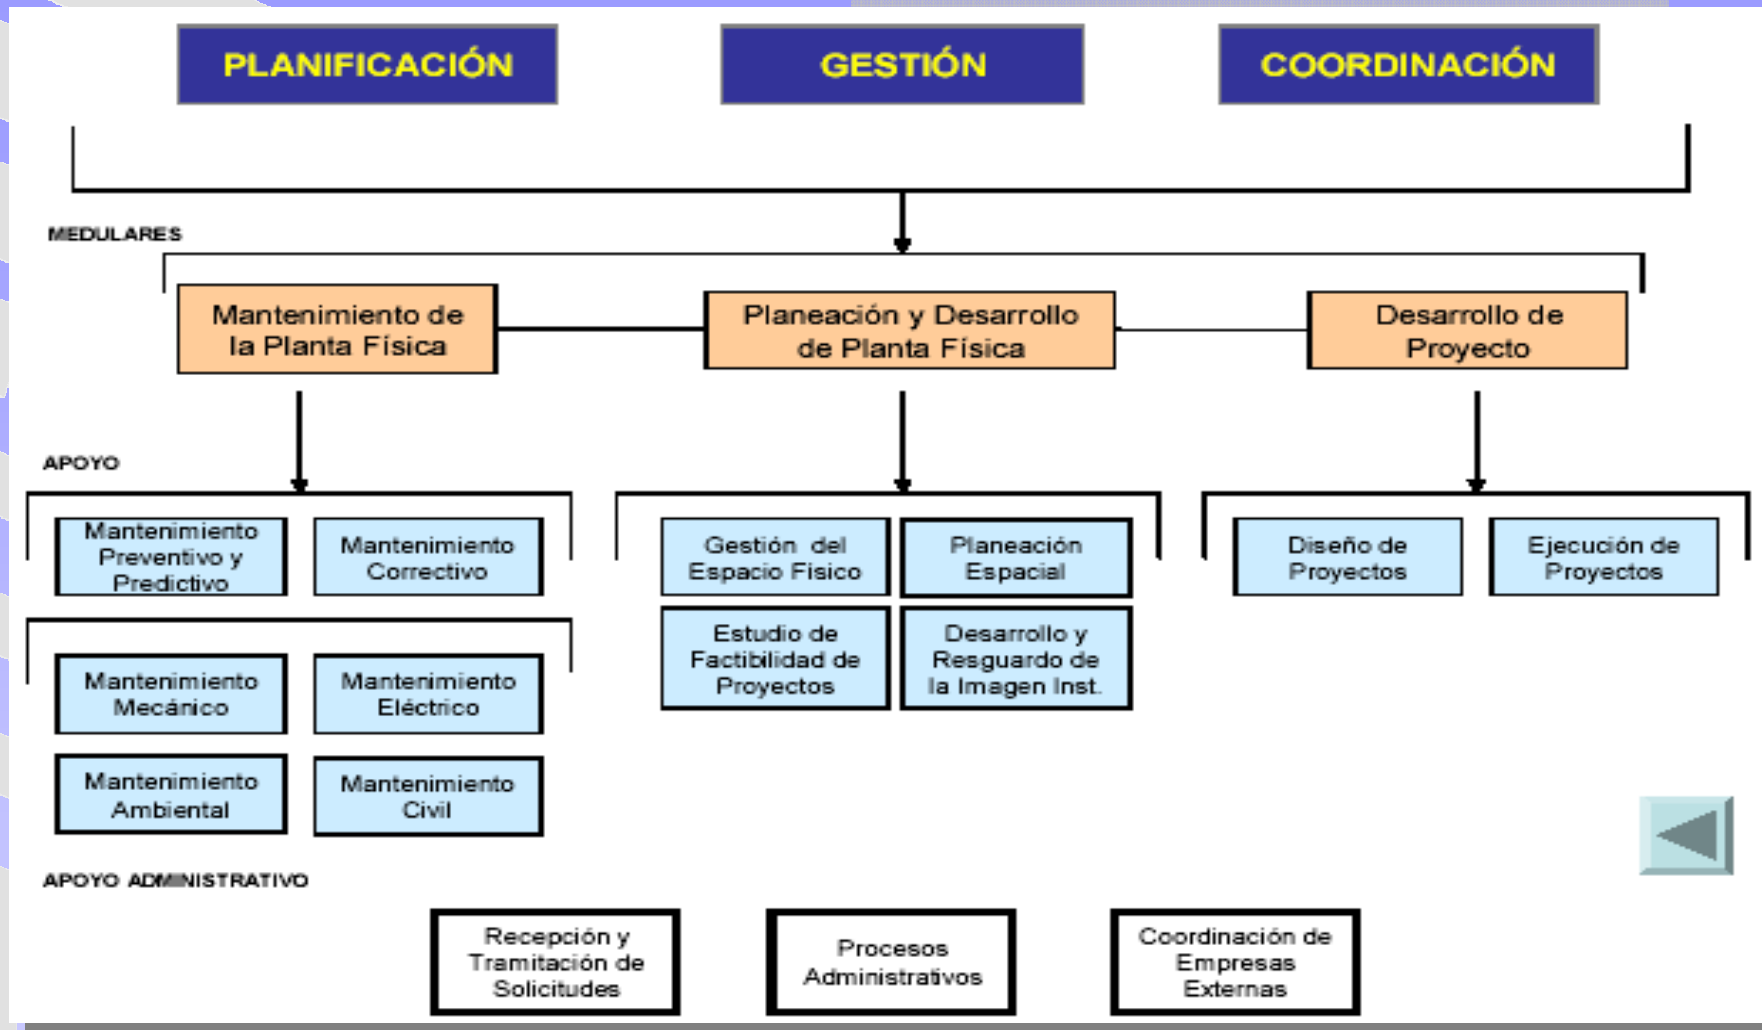 PLANIFICACIÓN
GESTIÓN
COORDINACIÓN
MEDULARES
Mantenimiento de
la Planta Física
Planeación y Desarrollo
de Planta Física
Desarrollo de
Proyecto
APOYO
Mantenimiento
Preventivo y
Predictivo
Mantenimiento
Correctivo
Gestión del
Espacio Físico
Planeación
Espacial
Diseño de
Proyectos
Ejecución de
Proyectos
Estudio de
Factibilidad de
Proyectos
Desarrollo y
Resguardo de
la Imagen Inst.
Mantenimiento
Mecánico
Mantenimiento
Eléctrico
Mantenimiento
Ambiental
Mantenimiento
Civil
APOYO ADMINISTRATIVO
Recepción y
Tramitación de
Solicitudes
Procesos
Administrativos
Coordinación de
Empresas
Externas